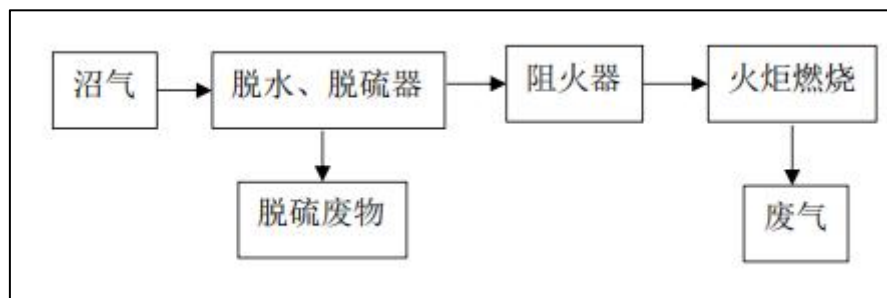 沼气
脱水、脱硫器
阻火器
火炬燃烧
脱硫废物
废气